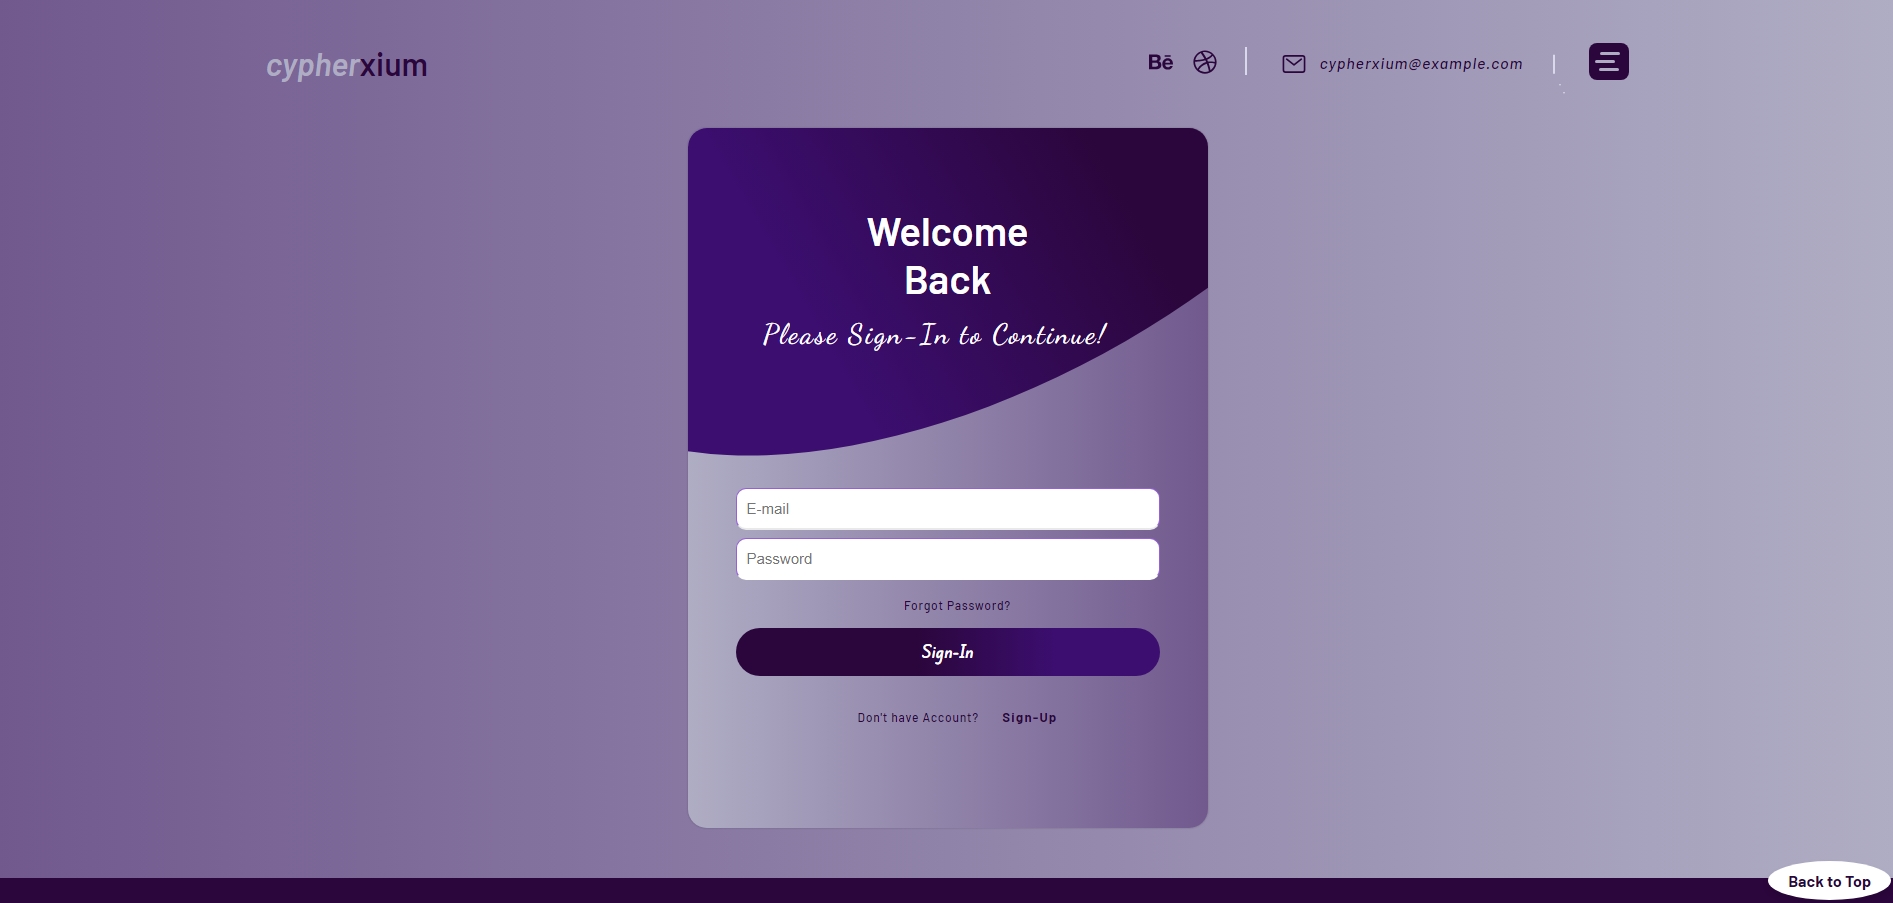 cypherxium
Bē
cypherxium@example.com
Welcome
Back
Please Sign-In to Continue!
E-mail
Password
Forgot Password?
Sign-In
Don't have Account? Sign-Up
Back to Top